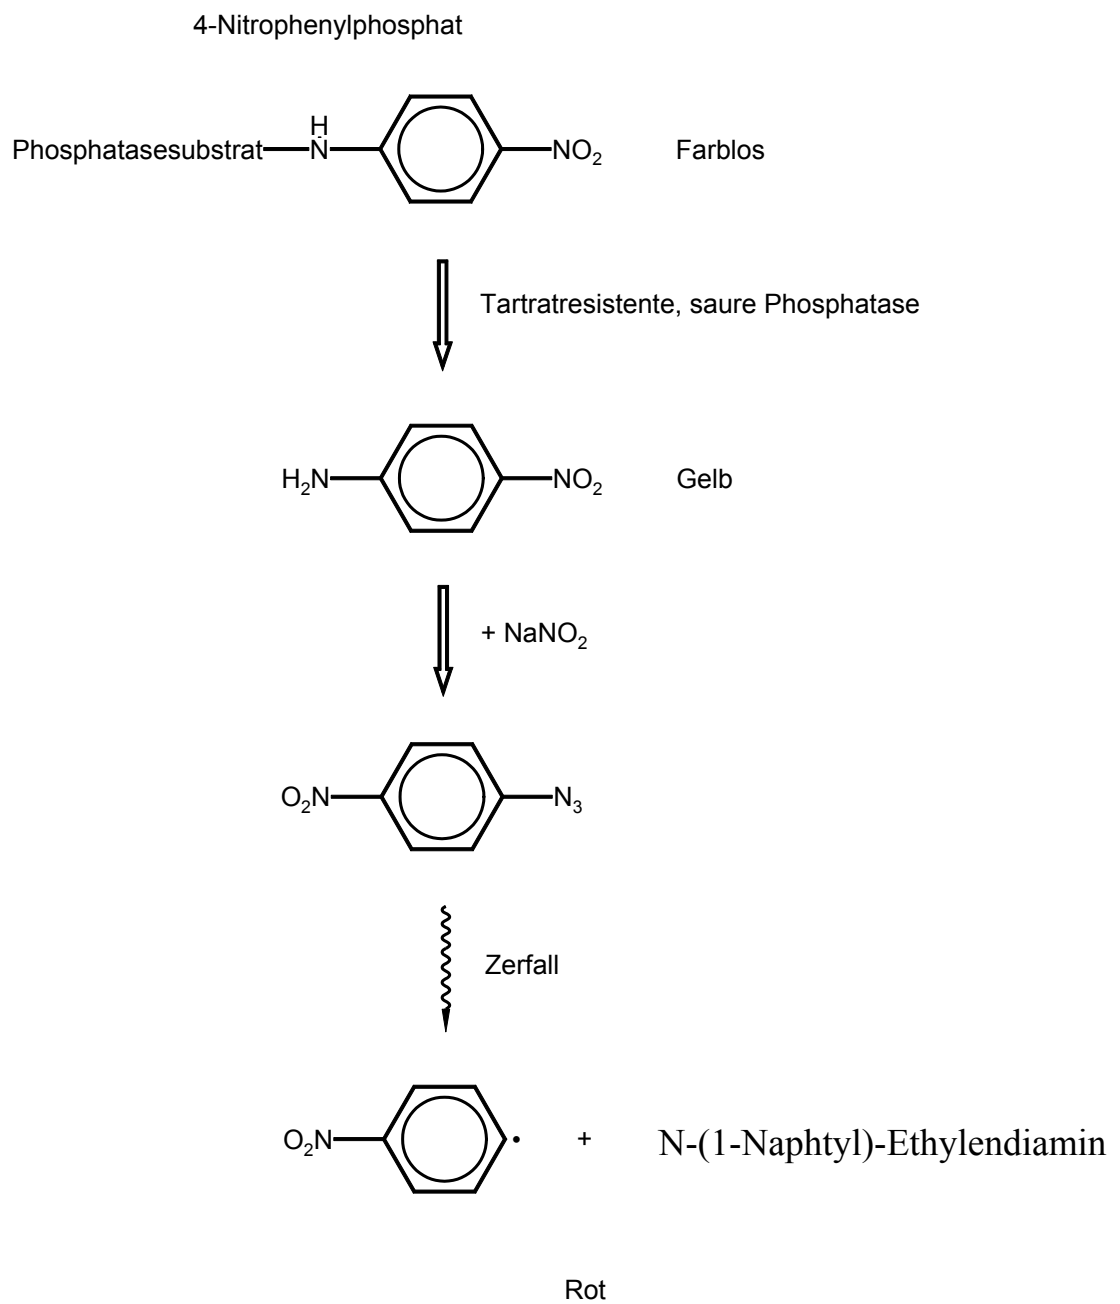 4-Nitrophenylphosphat
H
Phosphatasesubstrat N NO2 Farblos
Tartratresistente, saure Phosphatase
H2N NO2 Gelb
+ NaNO2
O2N N3
Zerfall
O2N • + N-(1-Naphtyl)-Ethylendiamin
Rot